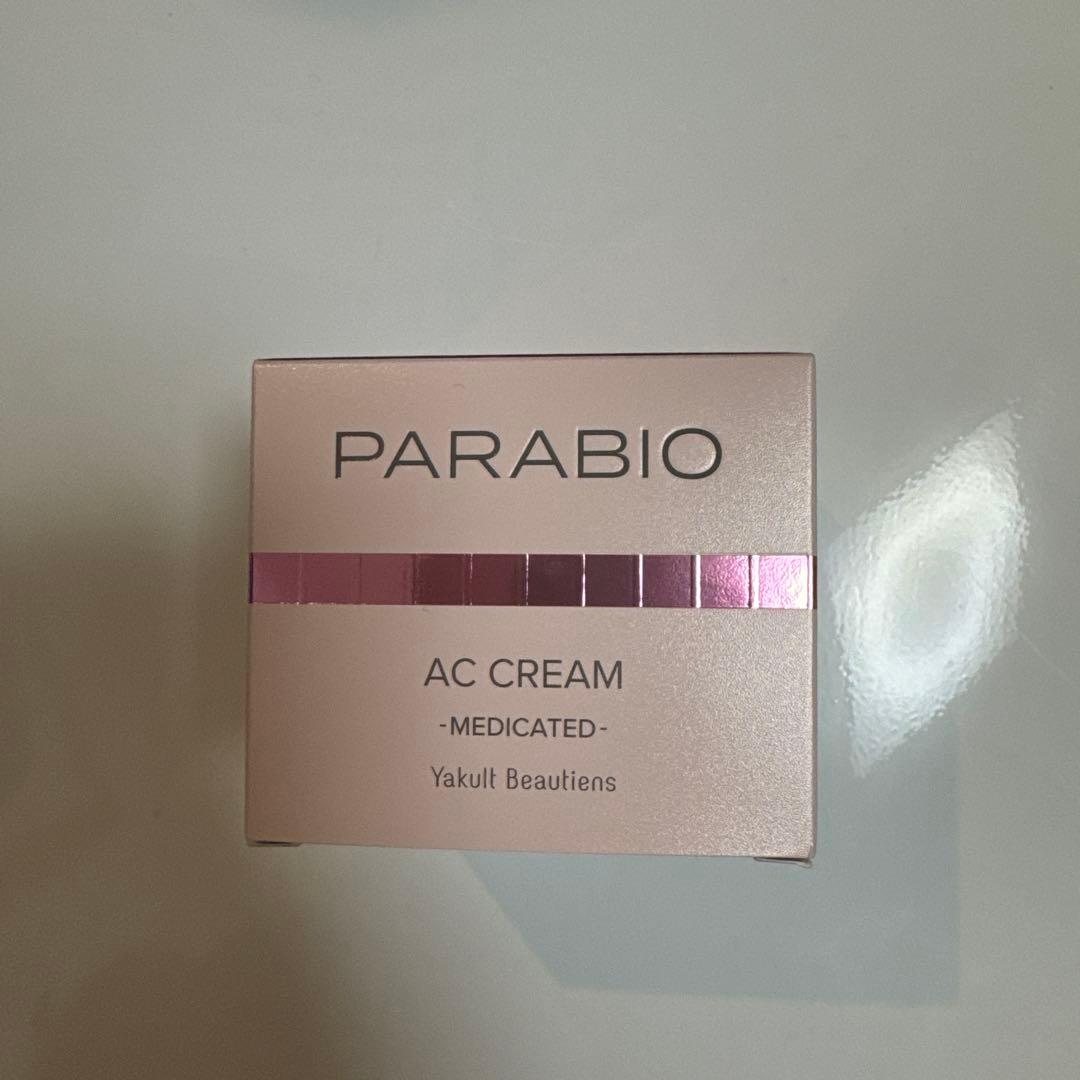 PARABIO
AC CREAM
-MEDICATED-
Yakult Beautiens